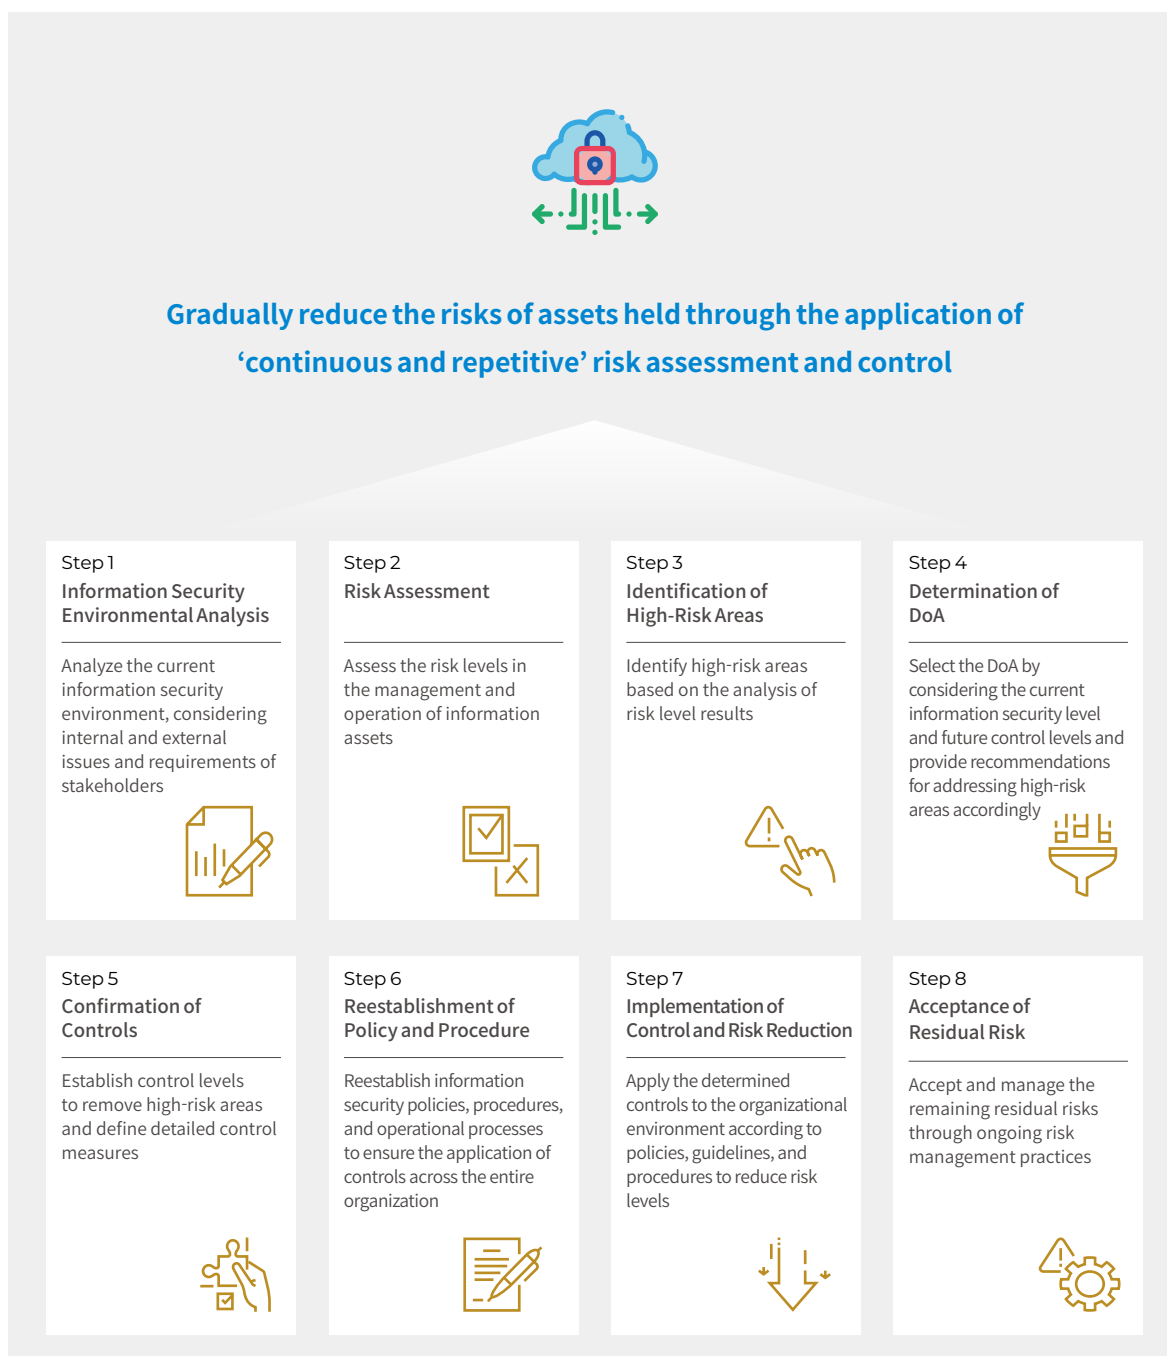 Gradually reduce the risks of assets held through the application of
‘continuous and repetitive’ risk assessment and control
Step 1
Information Security
Environmental Analysis
Analyze the current
information security
environment, considering
internal and external
issues and requirements of
stakeholders
Step 2
Risk Assessment
Assess the risk levels in
the management and
operation of information
assets
Step 3
Identification of
High-Risk Areas
Identify high-risk areas
based on the analysis of
risk level results
Step 4
Determination of
DoA
Select the DoA by
considering the current
information security level
and future control levels and
provide recommendations
for addressing high-risk
areas accordingly
Step 5
Confirmation of
Controls
Establish control levels
to remove high-risk areas
and define detailed control
measures
Step 6
Reestablishment of
Policy and Procedure
Reestablish information
security policies, procedures,
and operational processes
to ensure the application of
controls across the entire
organization
Step 7
Implementation of
Control and Risk Reduction
Apply the determined
controls to the organizational
environment according to
policies, guidelines, and
procedures to reduce risk
levels
Step 8
Acceptance of
Residual Risk
Accept and manage the
remaining residual risks
through ongoing risk
management practices